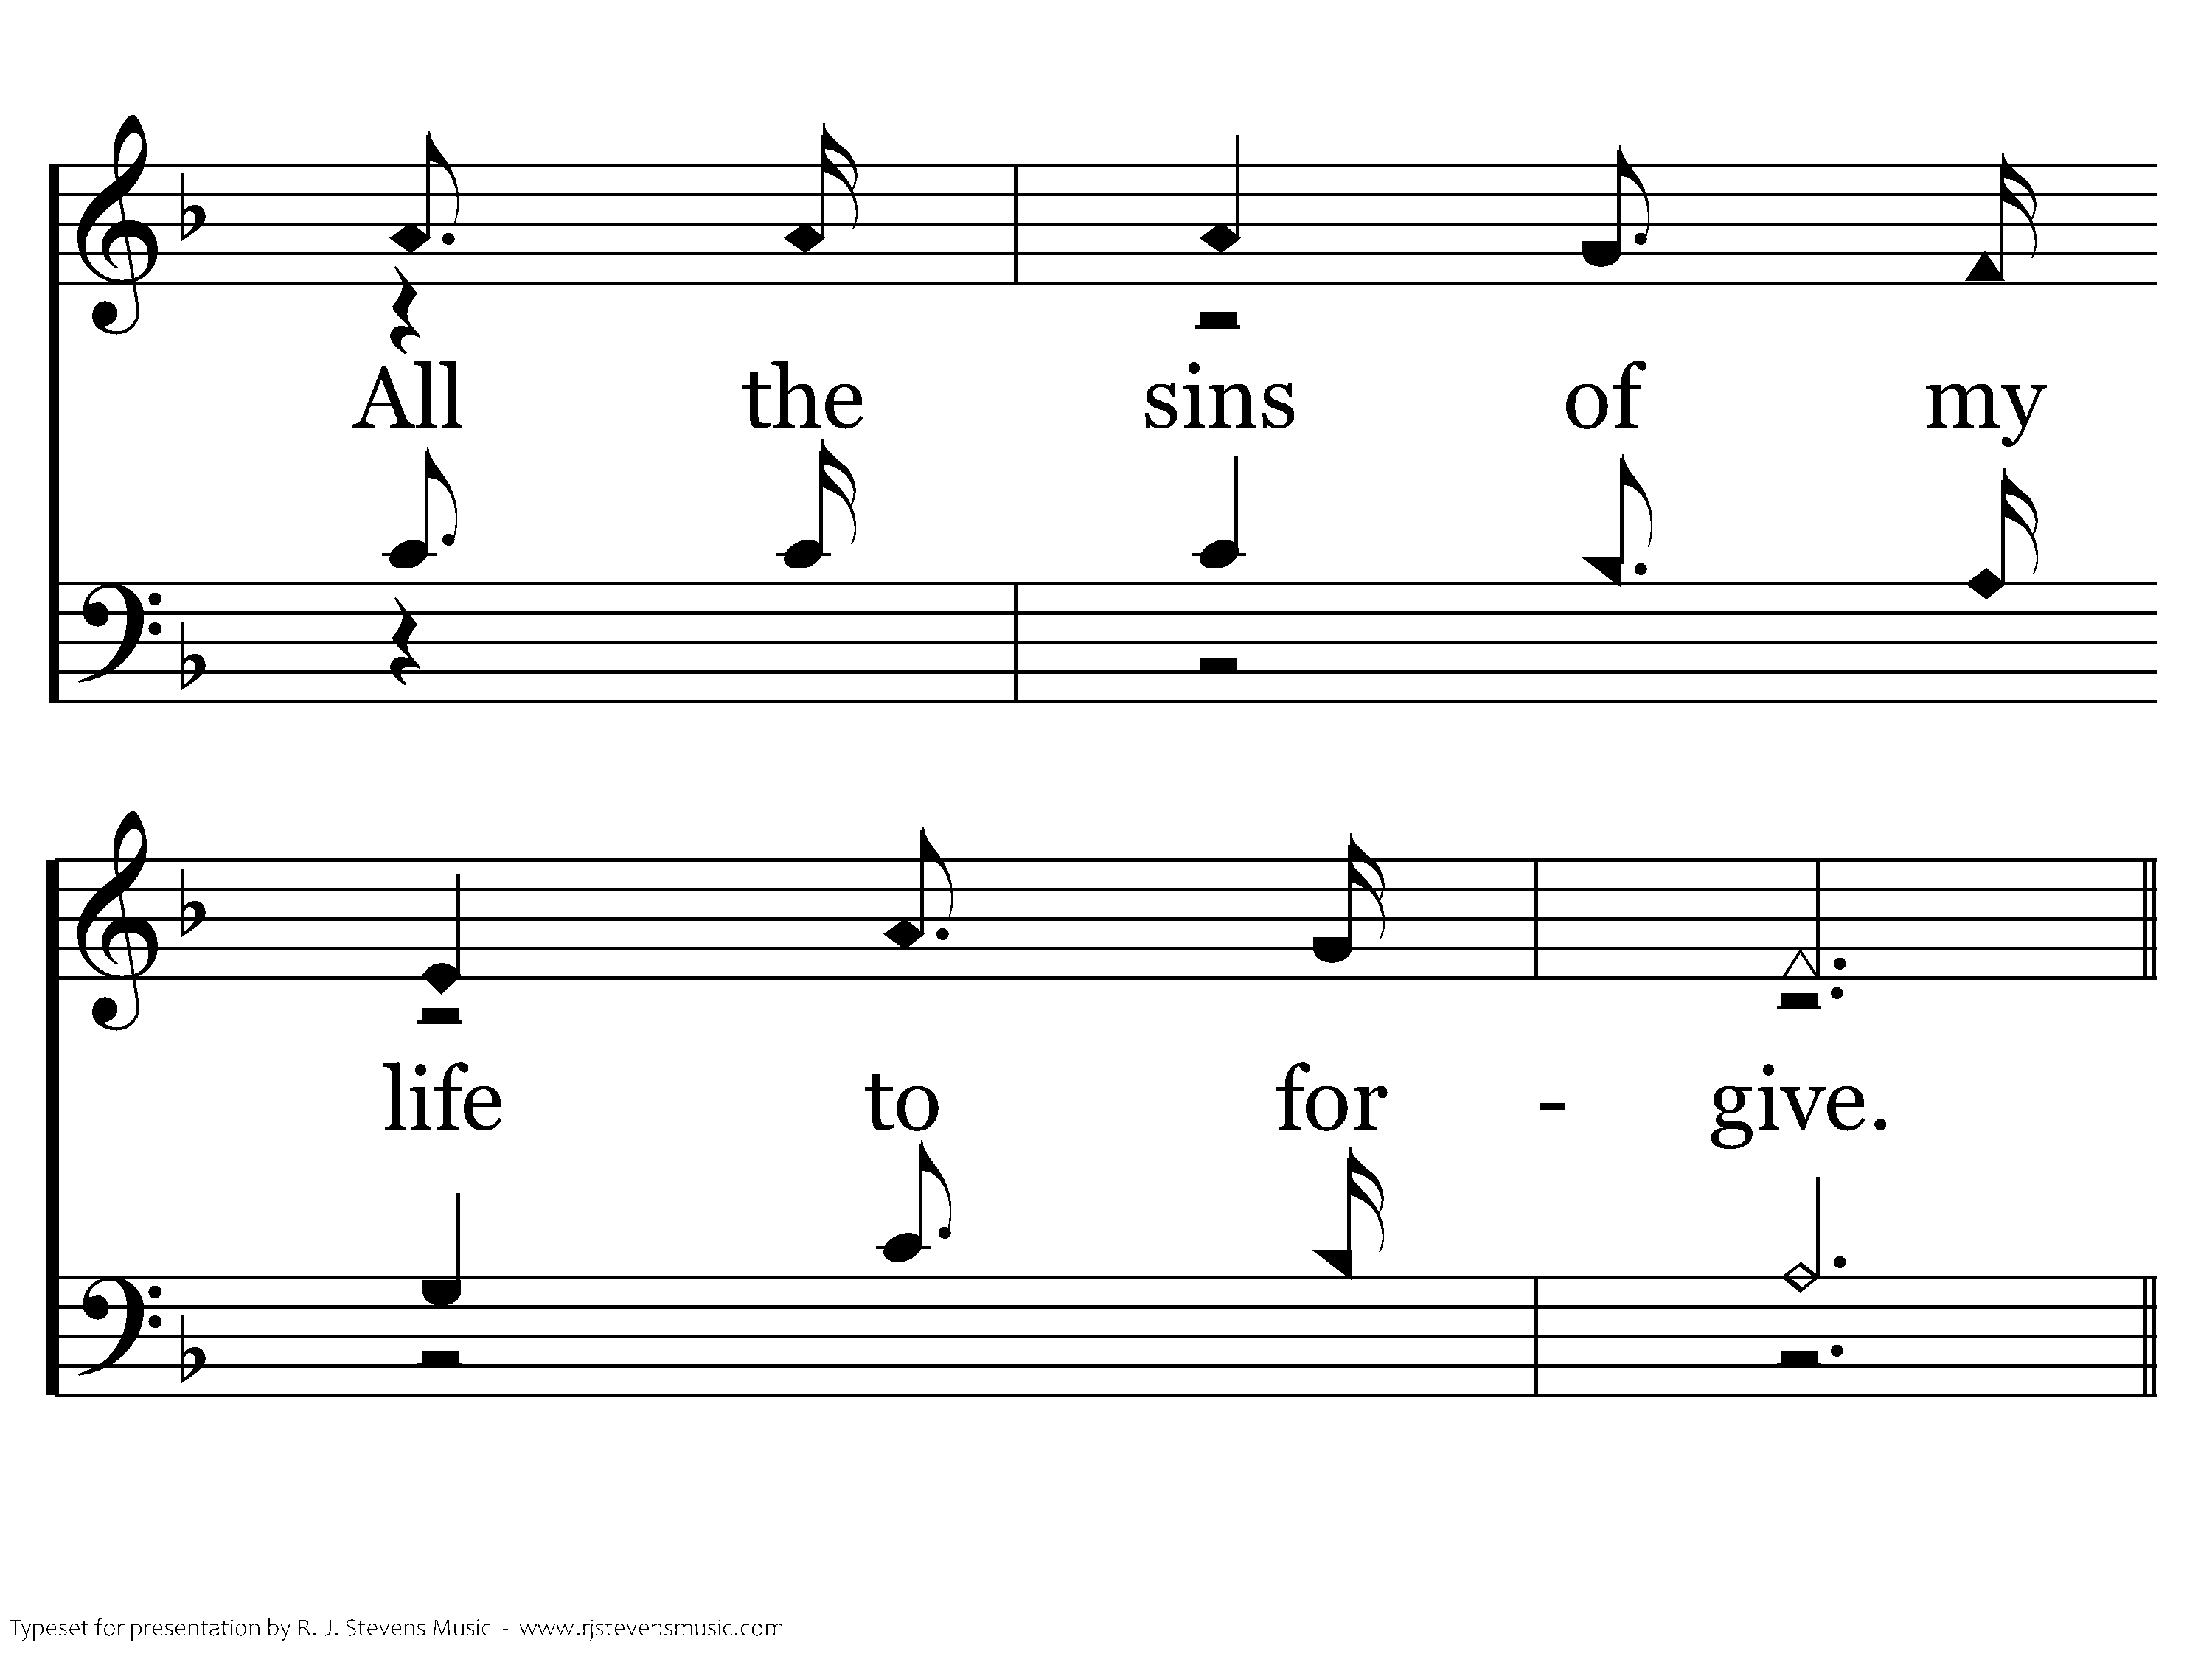 All the sins of my
life to for - give.
Typeset for presentation by R. J. Stevens Music - www.rjstevensmusic.com